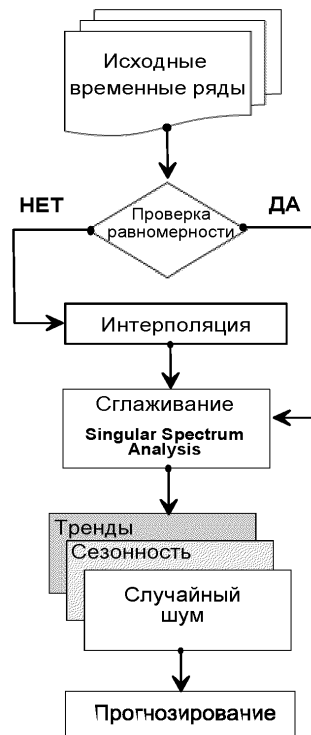 Исходные
временные ряды
НЕТ
ДА
Проверка
равномерности
Интерполяция
Сглаживание
Singular Spectrum
Analysis
Тренды
Сезонность
Случайный
шум
Прогнозирование